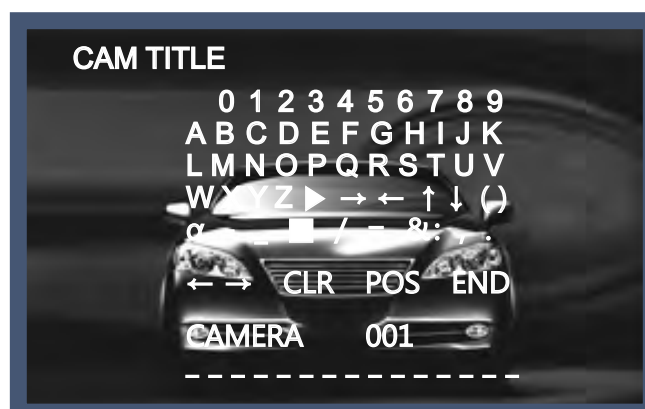 CAM TITLE
0 1 2 3 4 5 6 7 8 9
A B C D E F G H I J K
L M N O P Q R S T U V
W X Y Z ▶ → ← ↑ ↓ ( )
α - _ ■ / = & : , .
← → CLR POS END
CAMERA 001
_ _ _ _ _ _ _ _ _ _ _ _ _ _ _